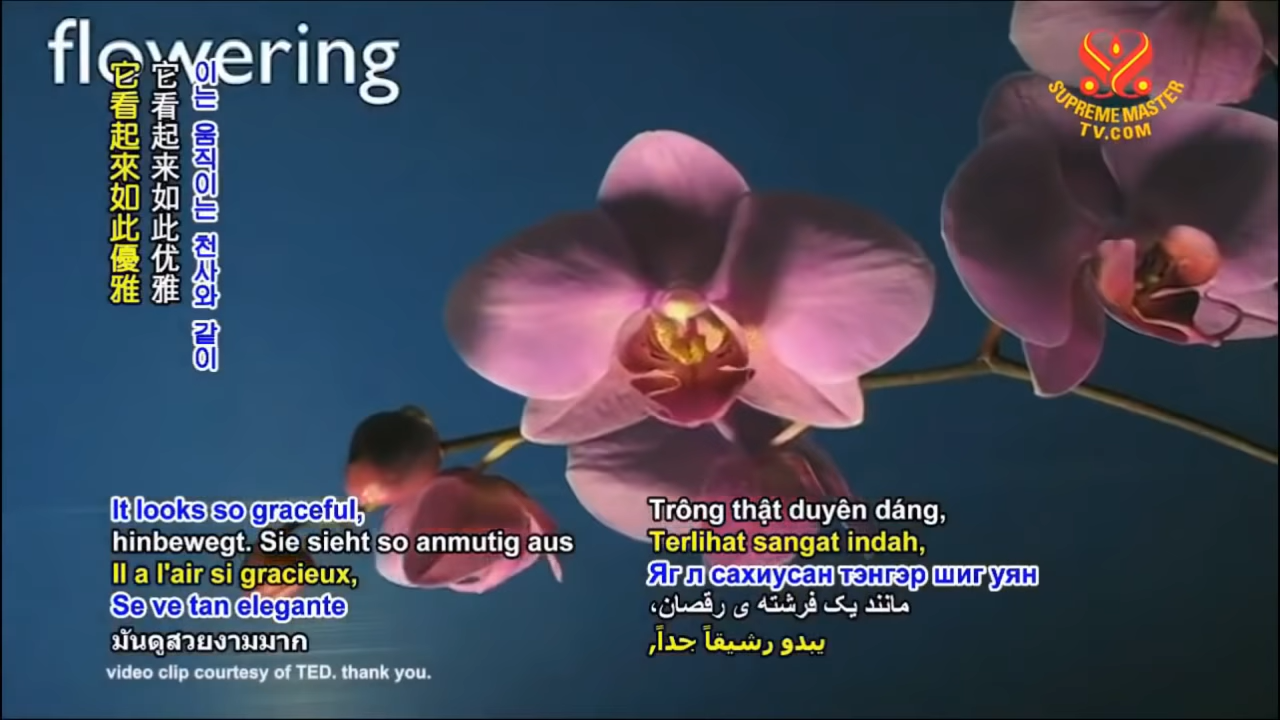 flowering
SUPREME MASTER
TV.COM
它看起來如此優雅
它看起来如此优雅
이는 움직이는 천사와 같이
It looks so graceful,
hinbewegt. Sie sieht so anmutig aus
Il a l'air si gracieux,
Se ve tan elegante
มันดูสวยงามมาก
video clip courtesy of TED. thank you.
Trông thật duyên dáng,
Terlihat sangat indah,
Яг л сахиусан тэнгэр шиг уян
مانند یک فرشته ی رقصان،
يبدو رشيقاً جداً,